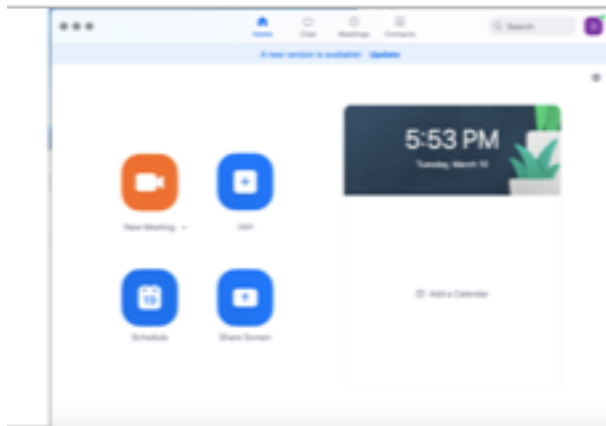 Home Chat Meetings Contacts Search
A new version is available! Update
5:53 PM
Tuesday, March 10
New Meeting Join
19
Schedule Share Screen
Add a Calendar